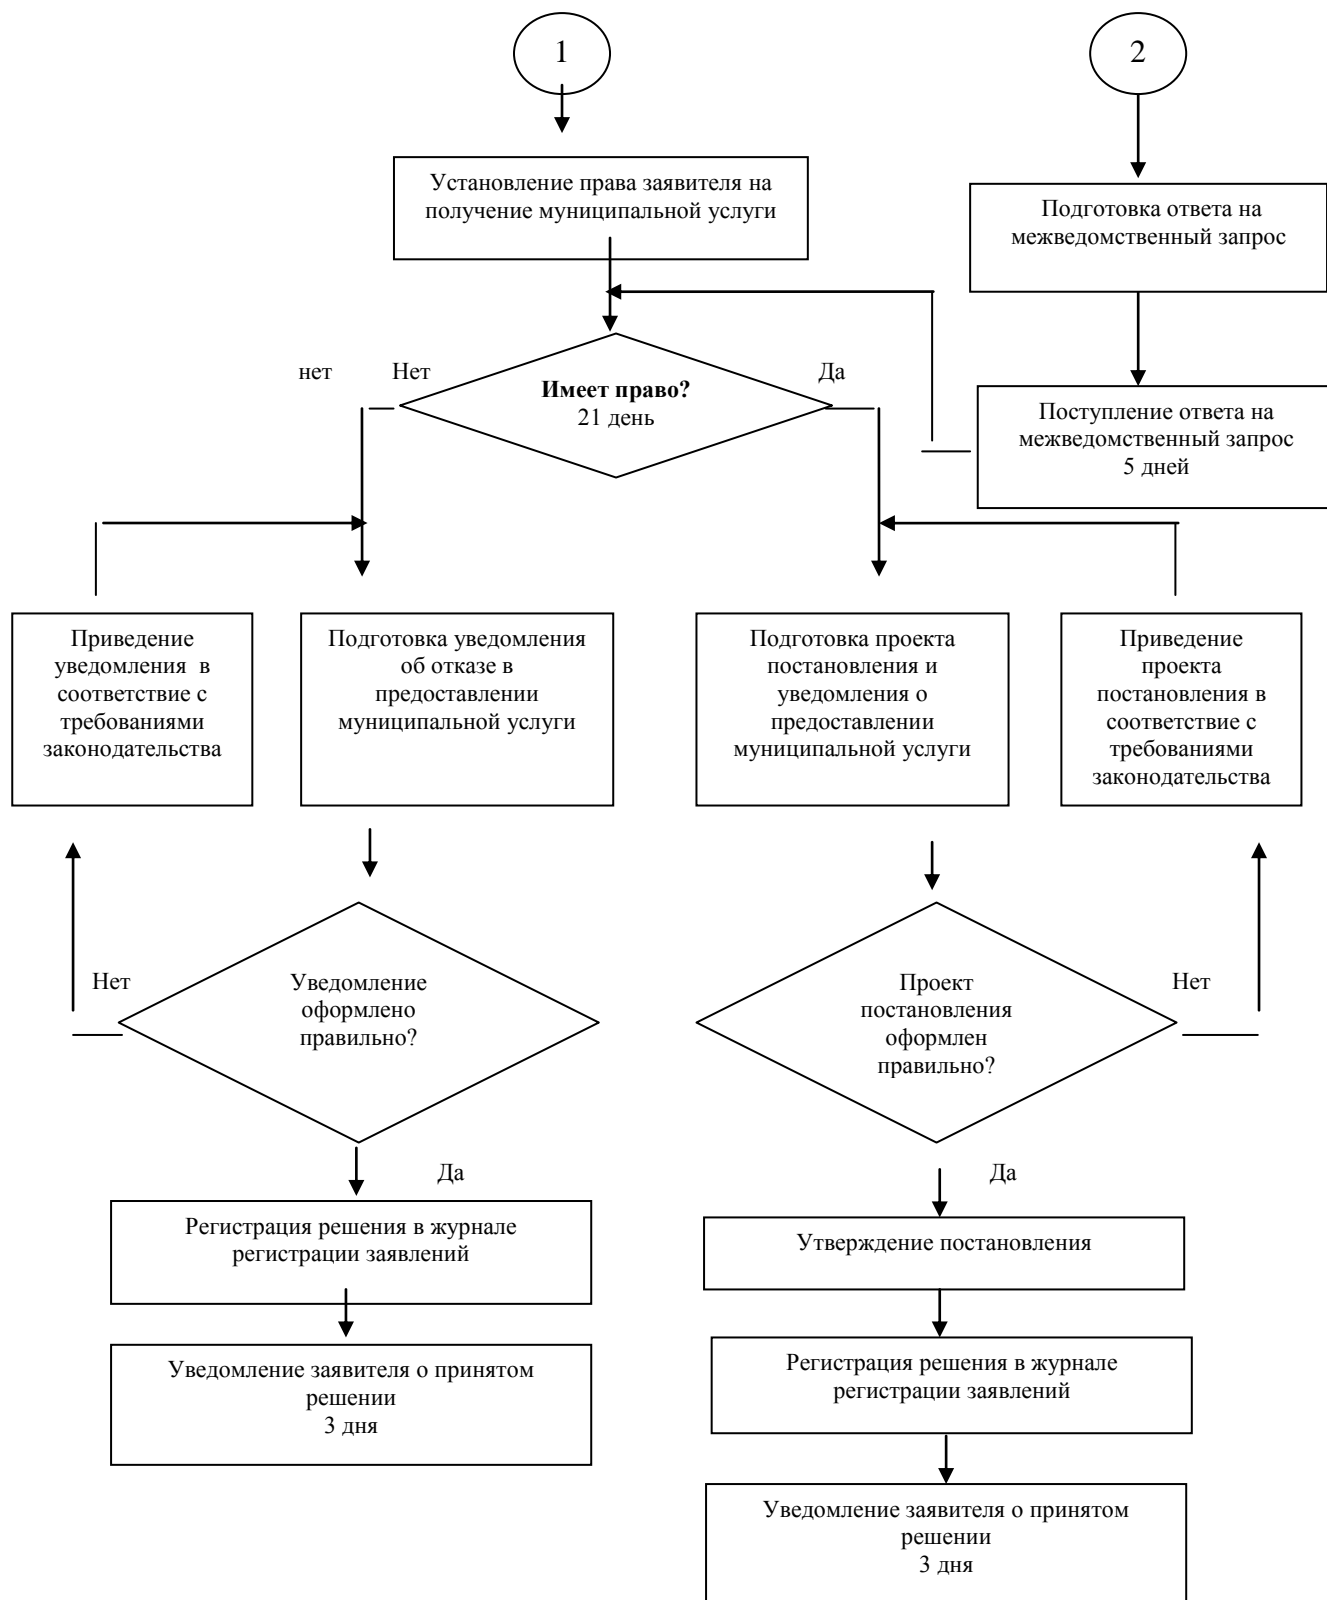 1
2
Установление права заявителя на
получение муниципальной услуги
Подготовка ответа на
межведомственный запрос
нет
Нет
Да
Имеет право?
21 день
Поступление ответа на
межведомственный запрос
5 дней
Приведение
уведомления в
соответствие с
требованиями
законодательства
Подготовка уведомления
об отказе в
предоставлении
муниципальной услуги
Подготовка проекта
постановления и
уведомления о
предоставлении
муниципальной услуги
Приведение
проекта
постановления в
соответствие с
требованиями
законодательства
Нет
Уведомление
оформлено
правильно?
Проект
постановления
оформлен
правильно?
Нет
Да
Да
Регистрация решения в журнале
регистрации заявлений
Утверждение постановления
Уведомление заявителя о принятом
решении
3 дня
Регистрация решения в журнале
регистрации заявлений
Уведомление заявителя о принятом
решении
3 дня